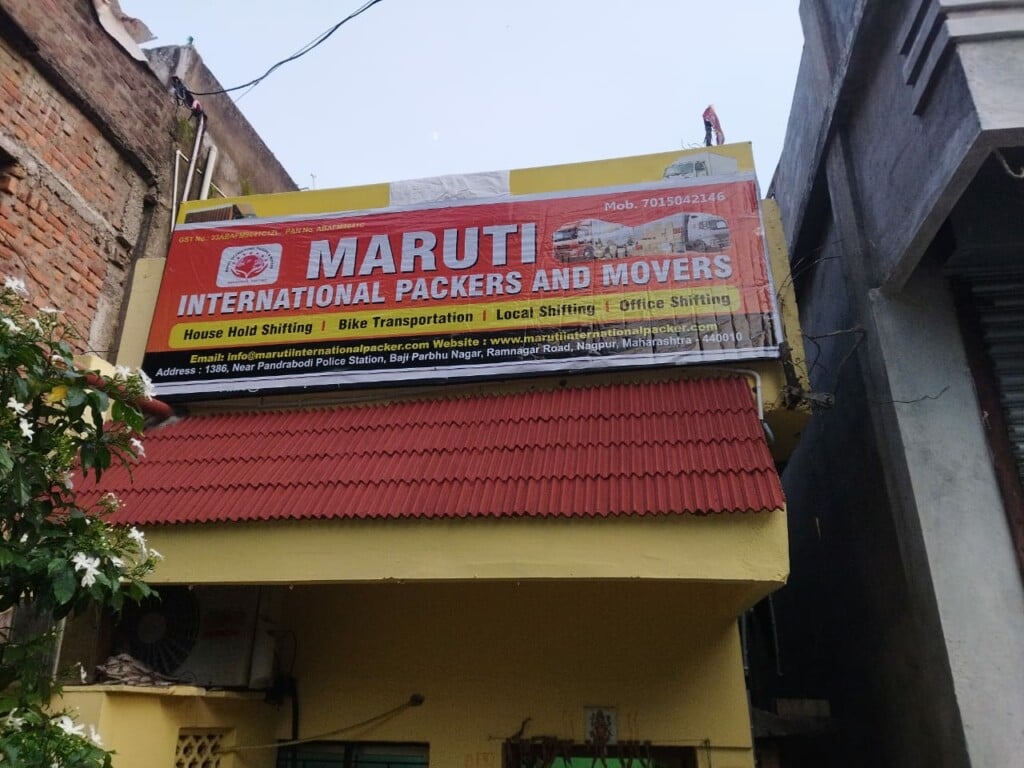 Mob. 7015042146
MARUTI
INTERNATIONAL PACKERS AND MOVERS
House Hold Shifting | Bike Transportation | Local Shifting | Office Shifting
Email: Info@marutiinternationalpacker.com Website : www.marutiinternationalpacker.com
Address : 1386, Near Pandrabodi Police Station, Baji Parbhu Nagar, Ramnagar Road, Nagpur, Maharashtra - 440010